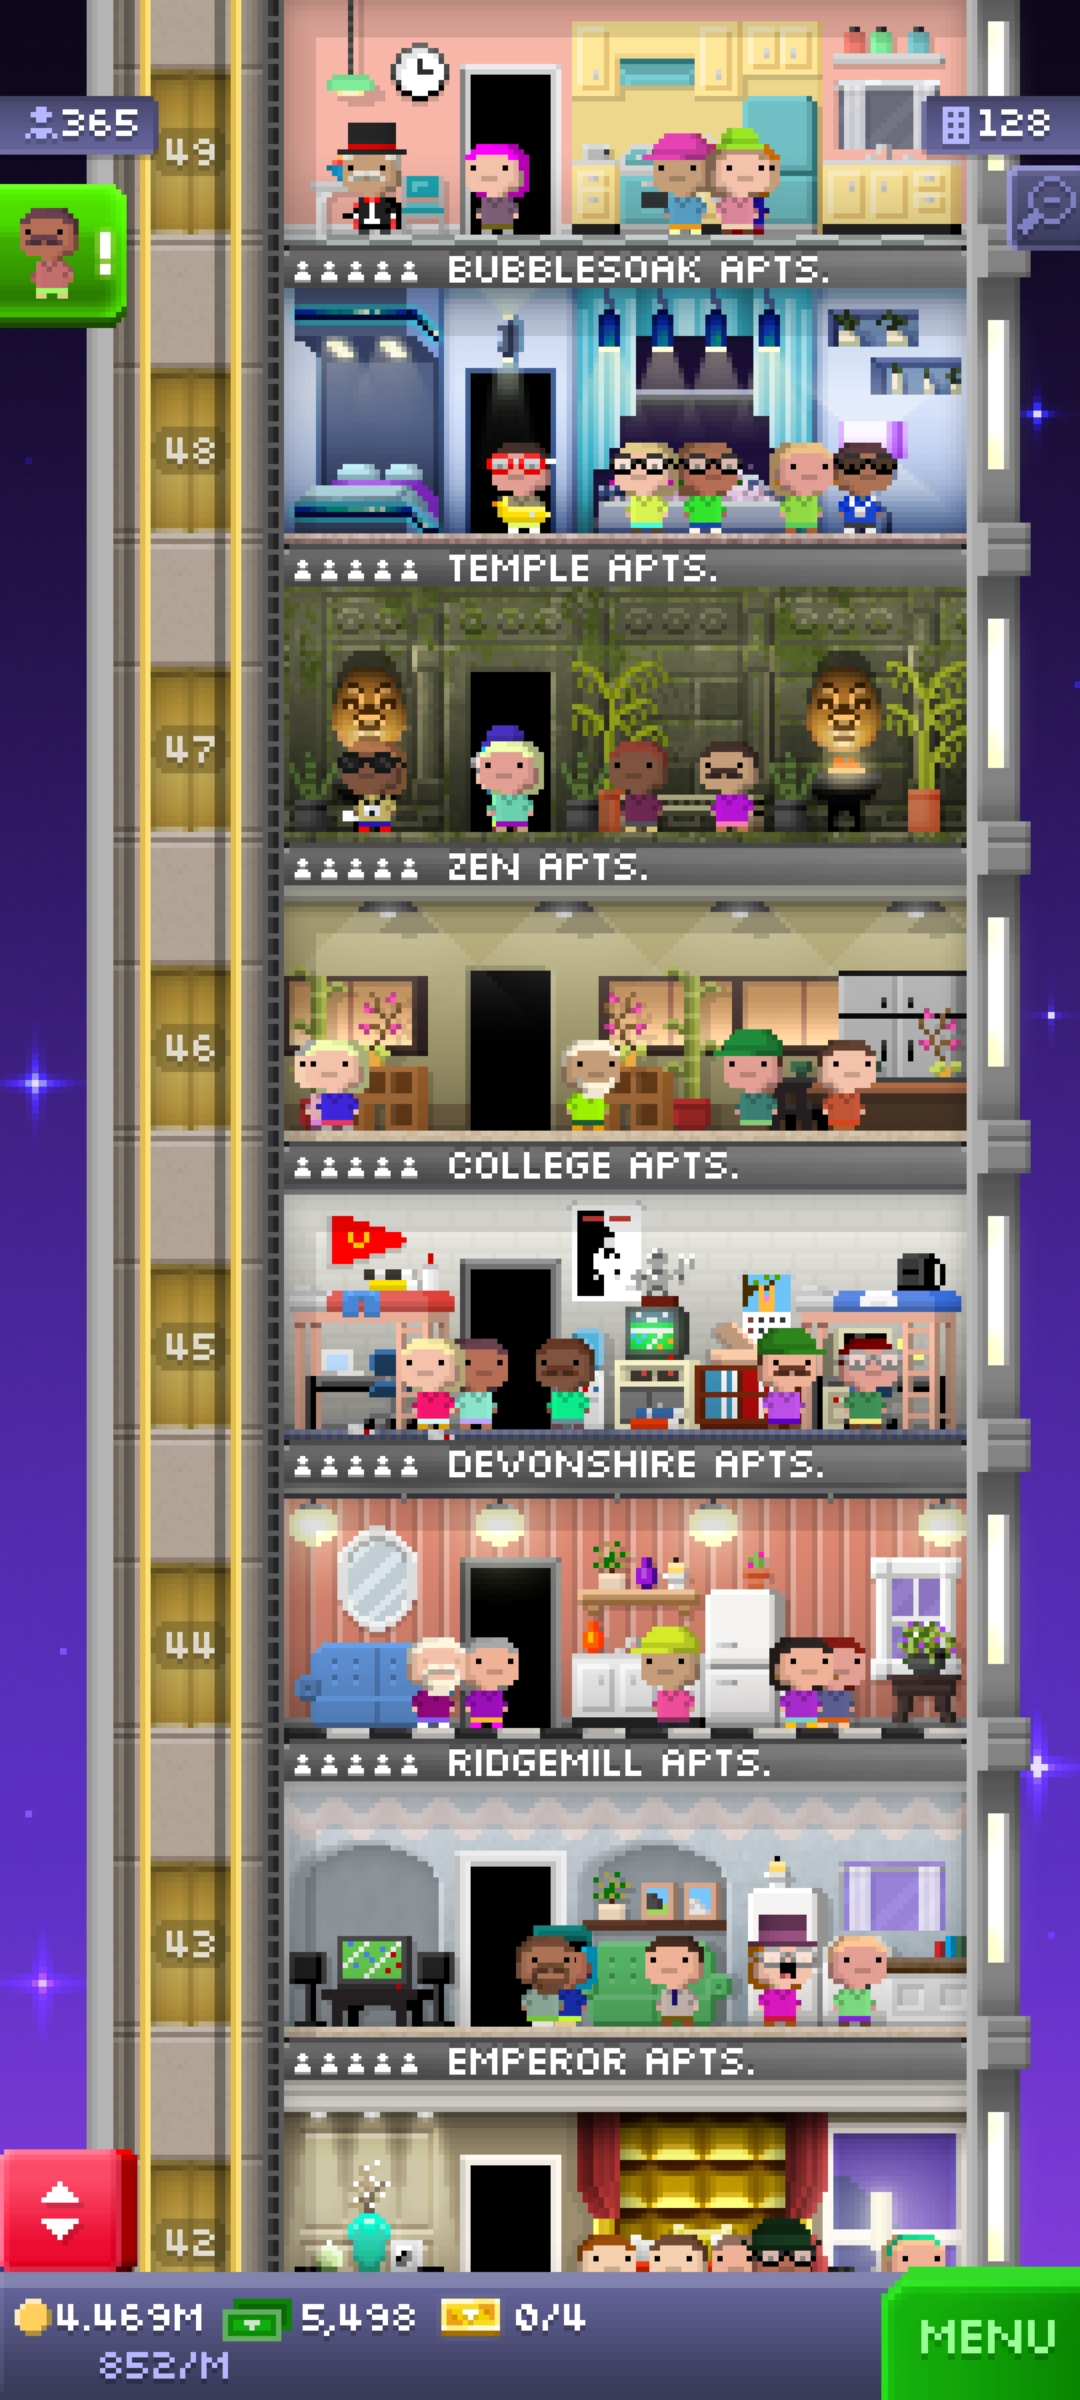 365
128
49
!
BUBBLESOAK APTS.
48
TEMPLE APTS.
47
ZEN APTS.
46
COLLEGE APTS.
45
DEVONSHIRE APTS.
44
RIDGEMILL APTS.
43
EMPEROR APTS.
42
4.469M 5,498 0/4
852/M
MENU